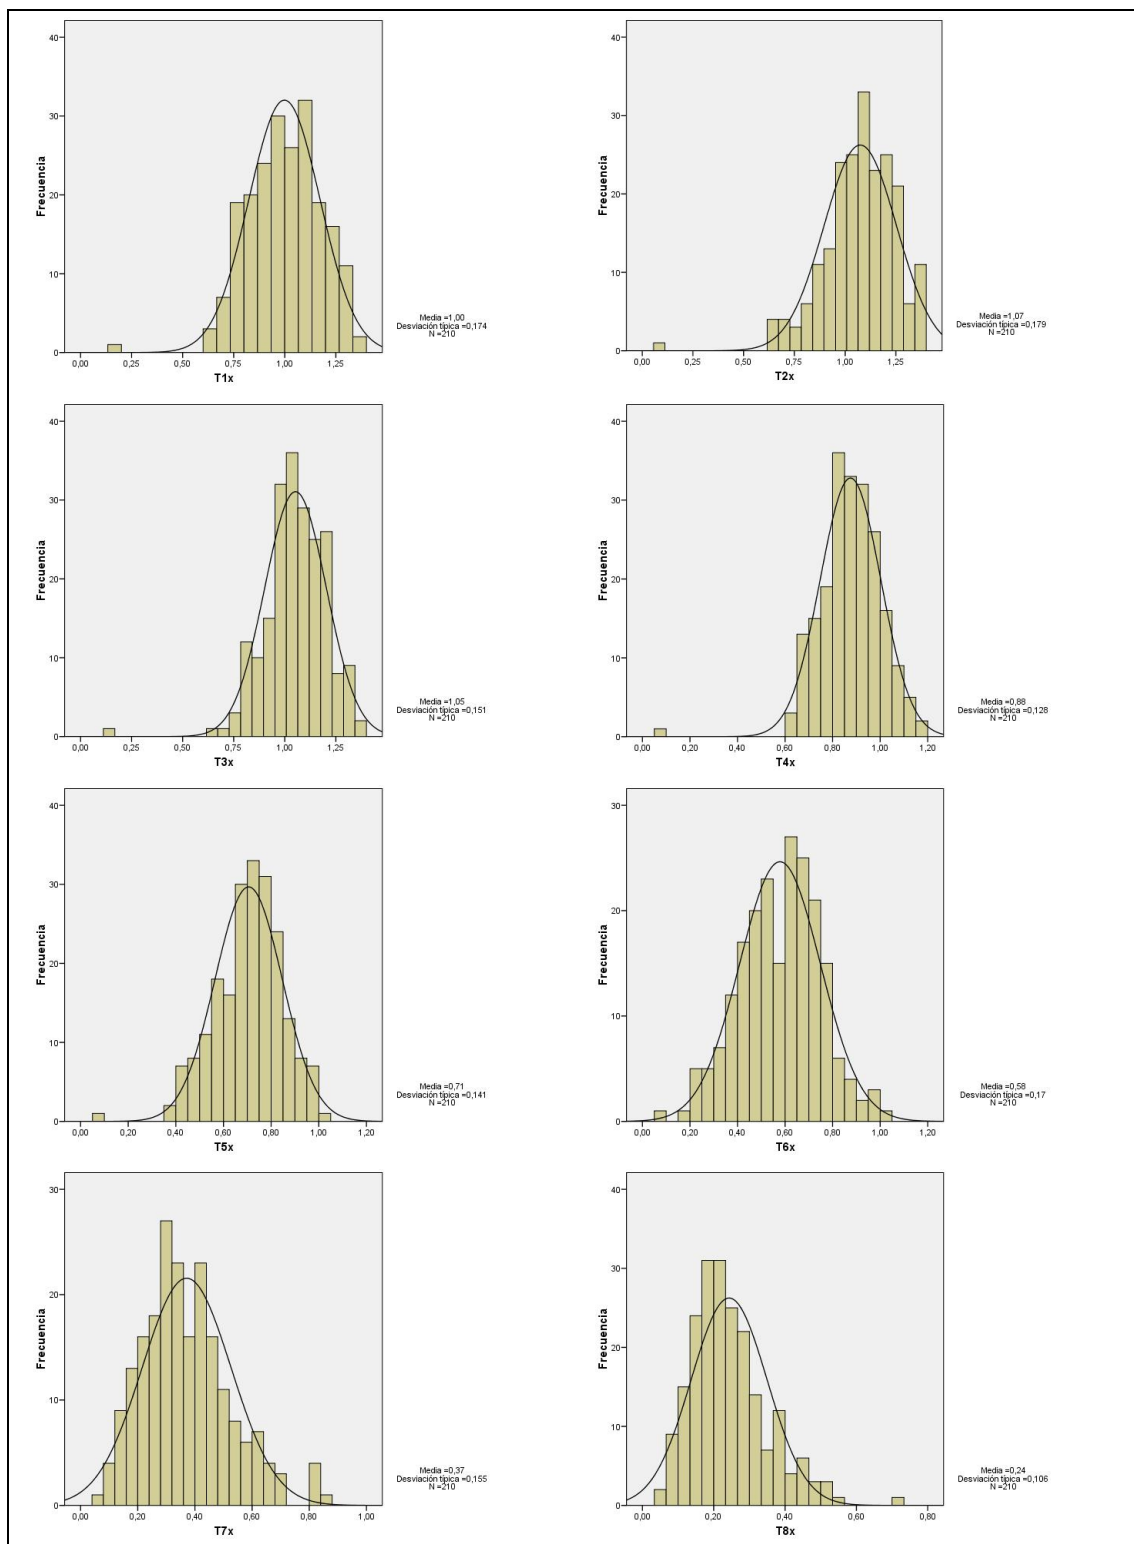 40
30
20
10
0
Frecuencia
0,00 0,25 0,50 0,75 1,00 1,25
T1x
Media =1,00
Desviación típica =0,174
N =210
40
30
20
10
0
Frecuencia
0,00 0,25 0,50 0,75 1,00 1,25
T2x
Media =1,07
Desviación típica =0,179
N =210
40
30
20
10
0
Frecuencia
0,00 0,25 0,50 0,75 1,00 1,25
T3x
Media =1,05
Desviación típica =0,151
N =210
40
30
20
10
0
Frecuencia
0,00 0,20 0,40 0,60 0,80 1,00 1,20
T4x
Media =0,88
Desviación típica =0,128
N =210
40
30
20
10
0
Frecuencia
0,00 0,20 0,40 0,60 0,80 1,00 1,20
T5x
Media =0,71
Desviación típica =0,141
N =210
30
20
10
0
Frecuencia
0,00 0,20 0,40 0,60 0,80 1,00 1,20
T6x
Media =0,58
Desviación típica =0,17
N =210
30
20
10
0
Frecuencia
0,00 0,20 0,40 0,60 0,80 1,00
T7x
Media =0,37
Desviación típica =0,155
N =210
40
30
20
10
0
Frecuencia
0,00 0,20 0,40 0,60 0,80
T8x
Media =0,24
Desviación típica =0,106
N =210